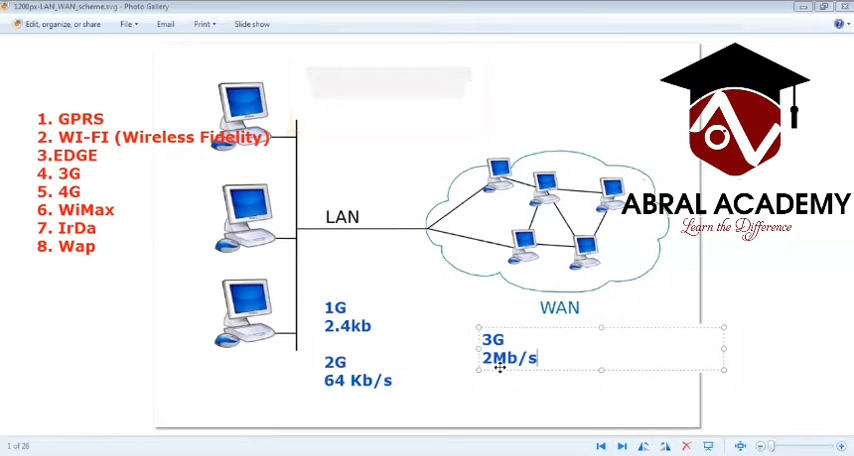 1200px-LAN_WAN_scheme.svg - Photo Gallery
Edit, organize, or share File Email Print Slide show
1. GPRS
2. WI-FI (Wireless Fidelity)
3.EDGE
4. 3G
5. 4G
6. WiMax
7. IrDa
8. Wap
LAN
WAN
1G
2.4kb
2G
64 Kb/s
3G
2Mb/s
ABRAL ACADEMY
Learn the Difference
1 of 28